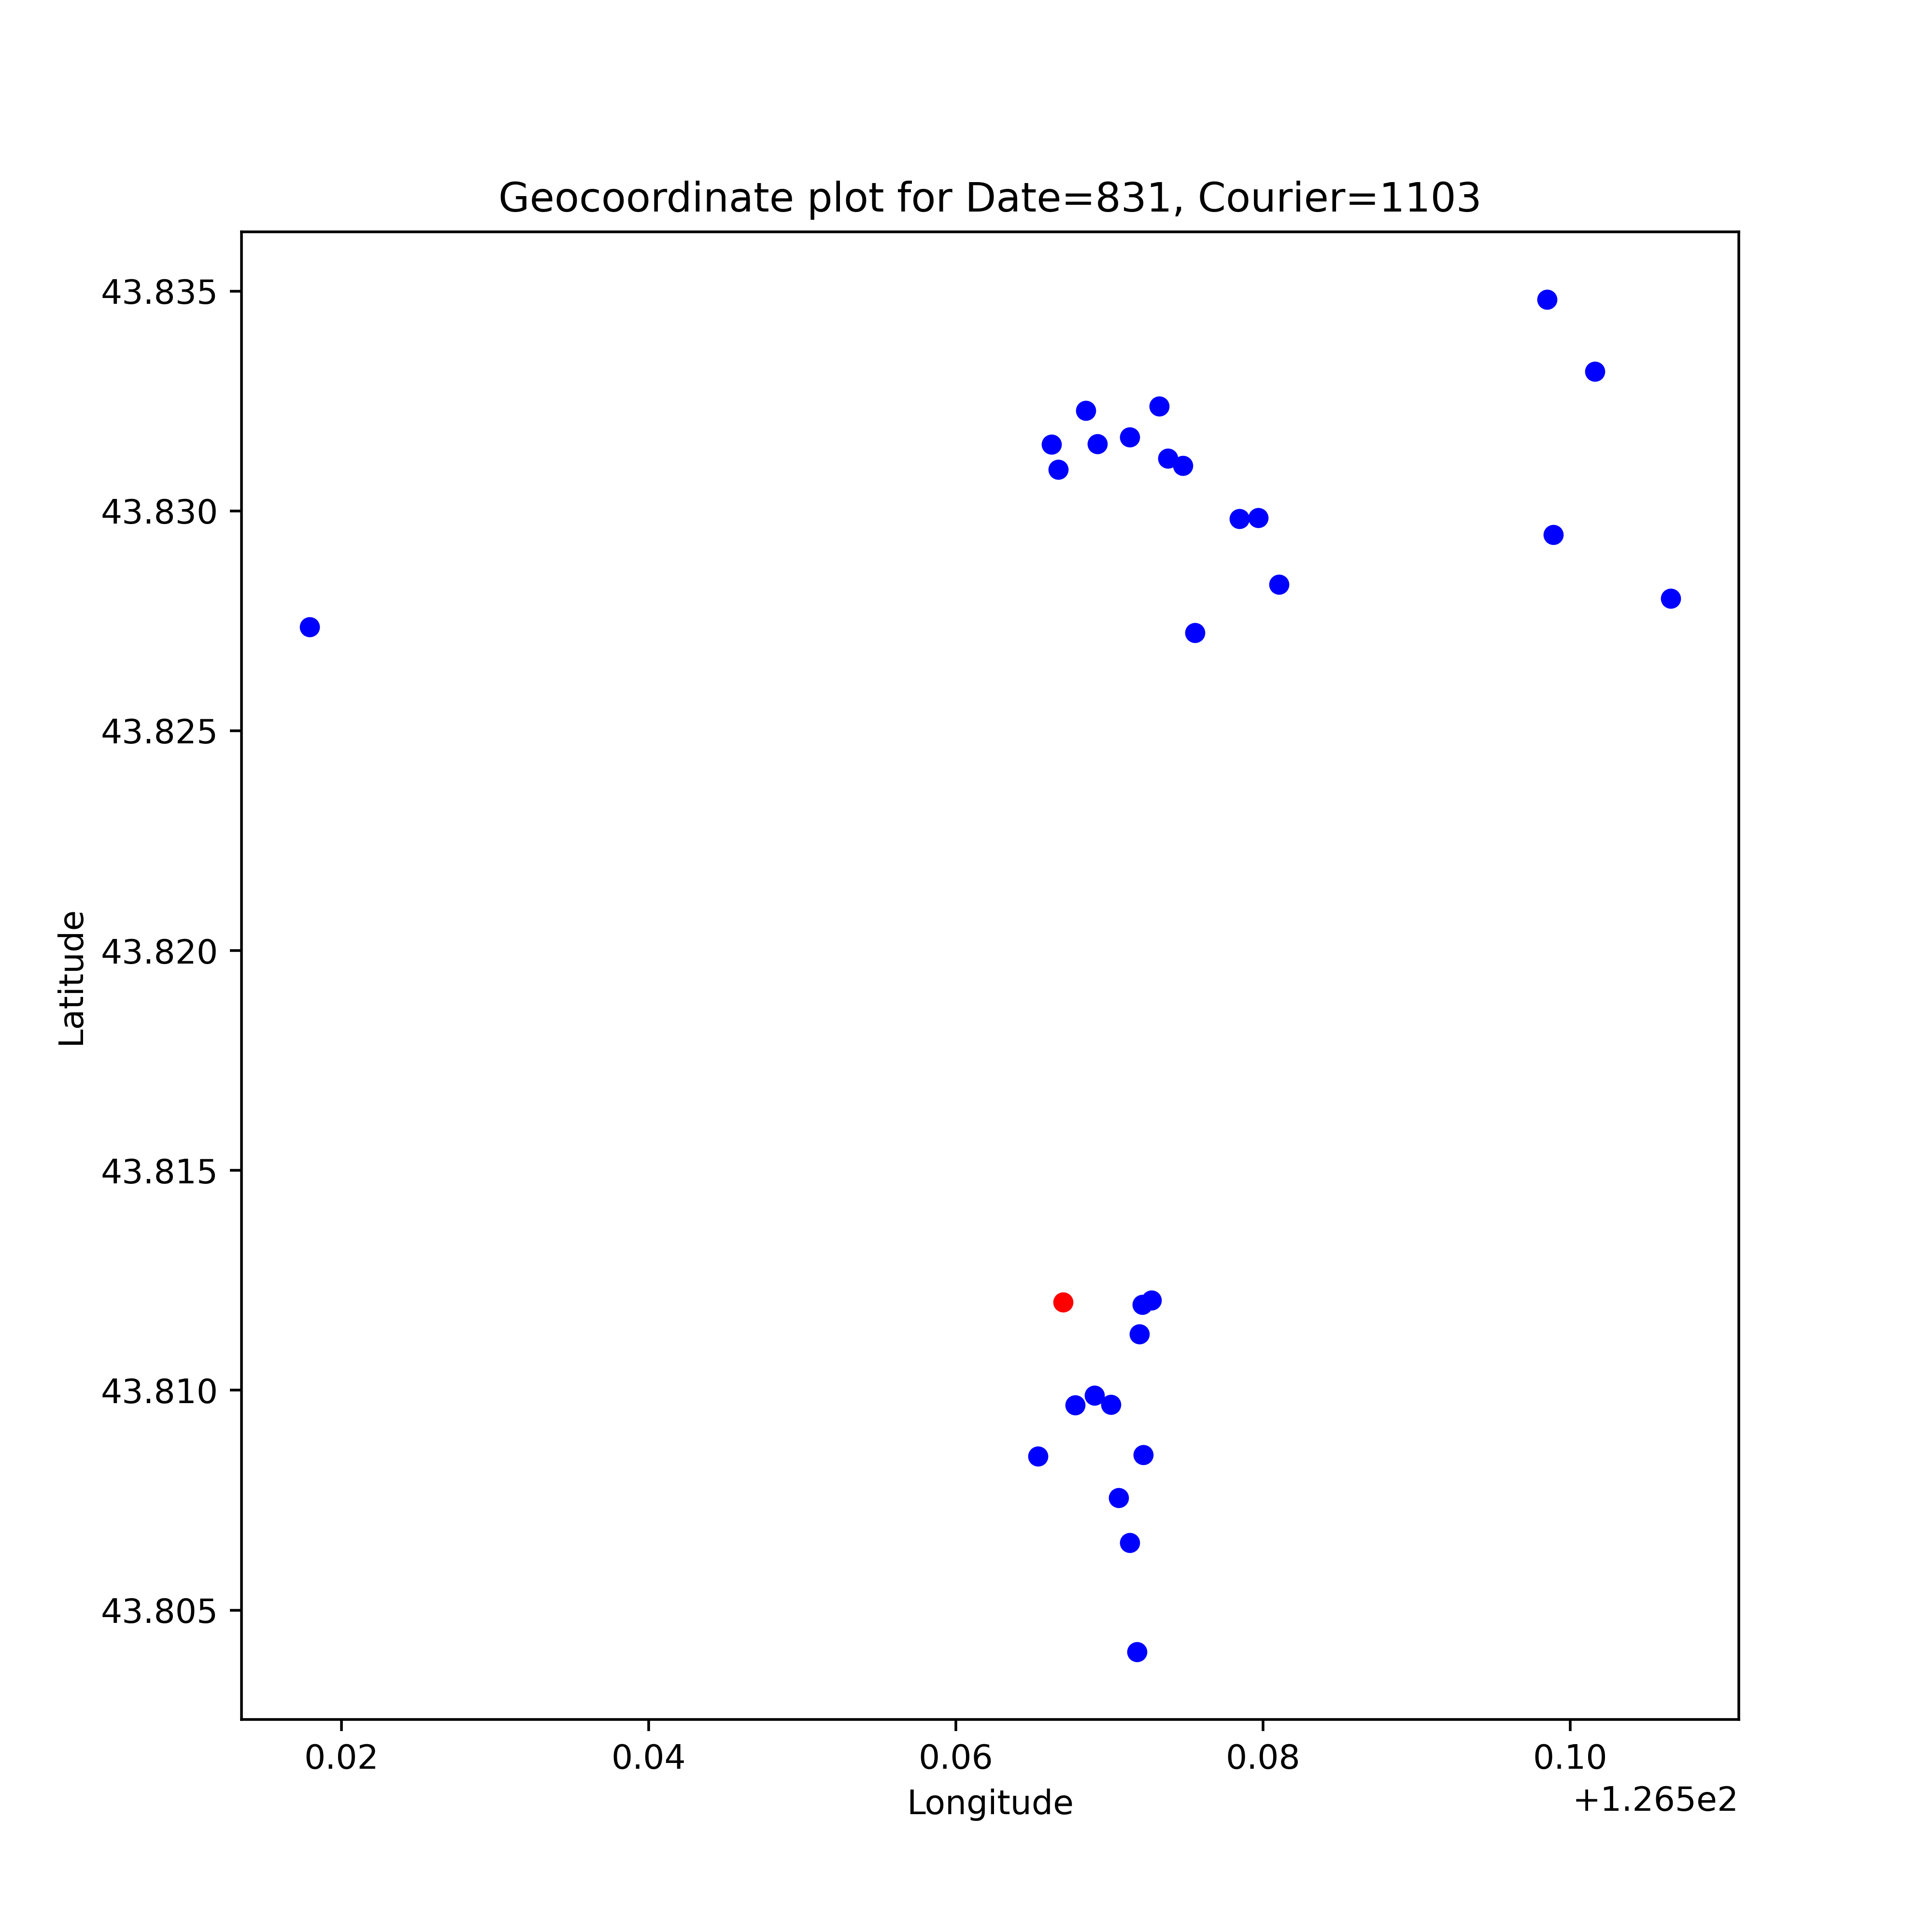 Geocoordinate plot for Date=831, Courier=1103
43.835
43.830
43.825
43.820
43.815
43.810
43.805
Latitude
0.02 0.04 0.06 0.08 0.10
Longitude
+1.265e2